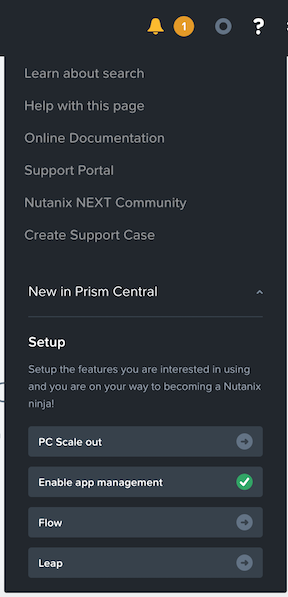 1
?
Learn about search
Help with this page
Online Documentation
Support Portal
Nutanix NEXT Community
Create Support Case
New in Prism Central
Setup
Setup the features you are interested in using
and you are on your way to becoming a Nutanix
ninja!
PC Scale out
Enable app management
Flow
Leap